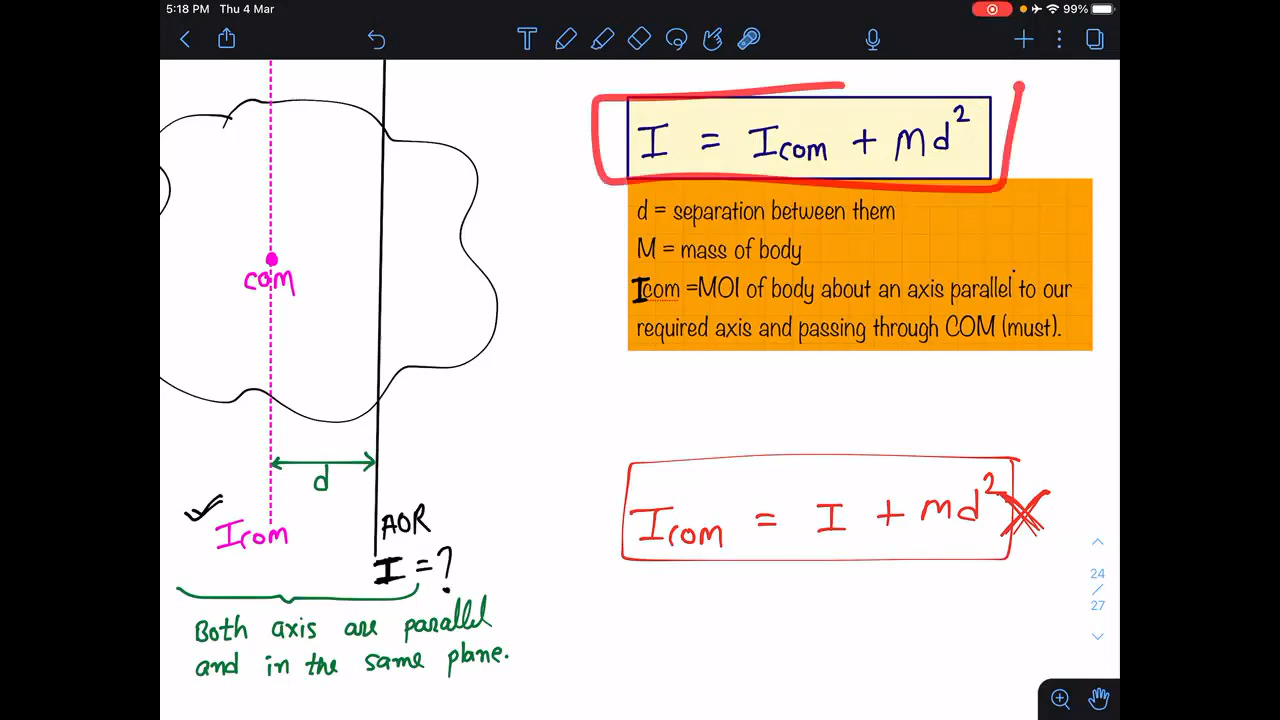 5:18 PM Thu 4 Mar
99%
I = Icom + Md²
d = separation between them
M = mass of body
Icom =MOI of body about an axis parallel to our
required axis and passing through COM (must).
com
d
Icom
AOR
I = ?
Both axis are parallel
and in the same plane.
Icom = I + md²
24
/
27